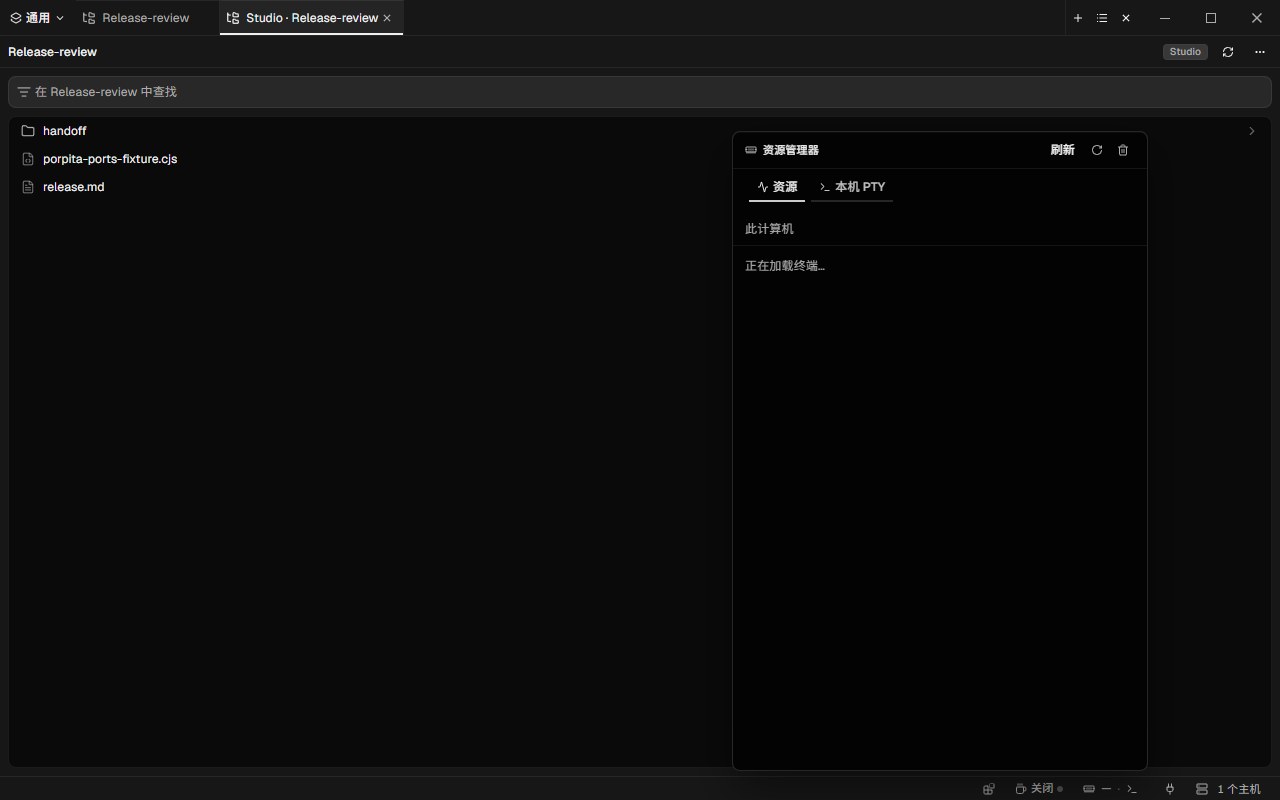 通用 Release-review Studio · Release-review
Release-review Studio
在 Release-review 中查找
handoff
porpita-ports-fixture.cjs
release.md
资源管理器 刷新
资源 本机 PTY
此计算机
正在加载终端...
关闭 1 个主机